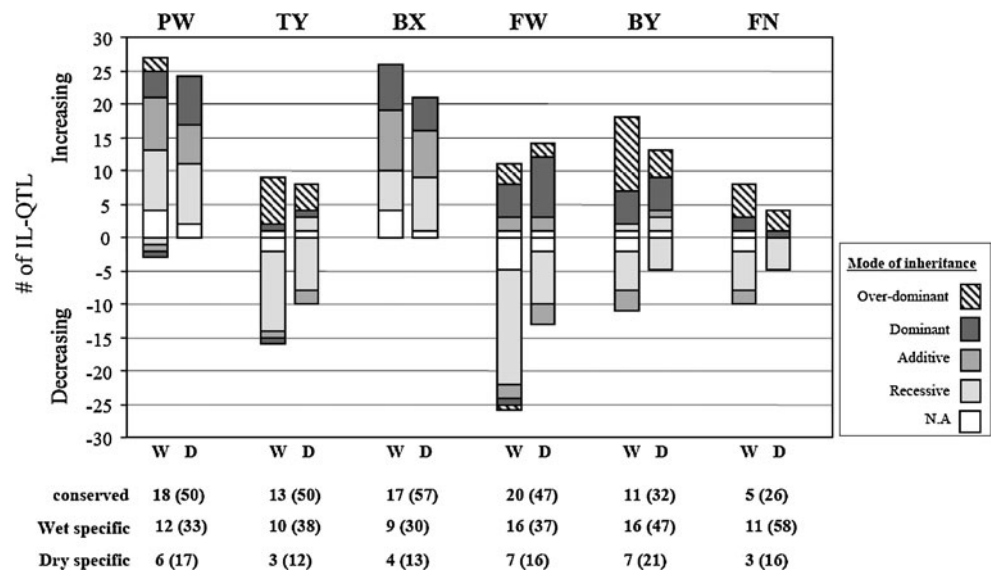 PW TY BX FW BY FN
# of IL-QTL
Increasing
Decreasing
30
25
20
15
10
5
0
-5
-10
-15
-20
-25
-30
Mode of inheritance
Over-dominant
Dominant
Additive
Recessive
N.A
W D W D W D W D W D W D
conserved 18 (50) 13 (50) 17 (57) 20 (47) 11 (32) 5 (26)
Wet specific 12 (33) 10 (38) 9 (30) 16 (37) 16 (47) 11 (58)
Dry specific 6 (17) 3 (12) 4 (13) 7 (16) 7 (21) 3 (16)